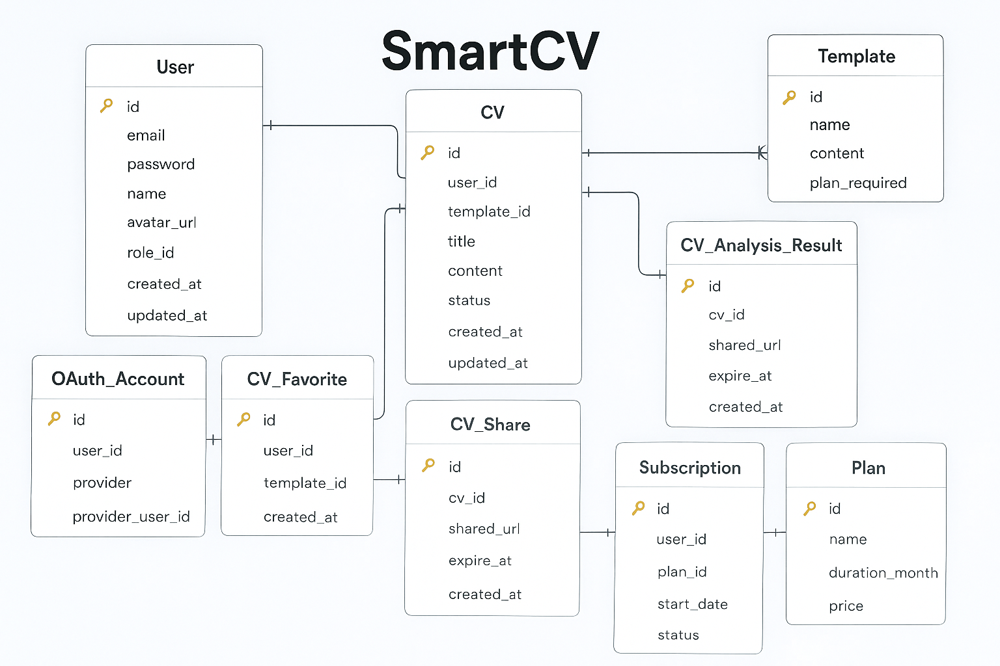 SmartCV
User
id
email
password
name
avatar_url
role_id
created_at
updated_at
CV
id
user_id
template_id
title
content
status
created_at
updated_at
Template
id
name
content
plan_required
CV_Analysis_Result
id
cv_id
shared_url
expire_at
created_at
OAuth_Account
id
user_id
provider
provider_user_id
CV_Favorite
id
user_id
template_id
created_at
CV_Share
id
cv_id
shared_url
expire_at
created_at
Subscription
id
user_id
plan_id
start_date
status
Plan
id
name
duration_month
price